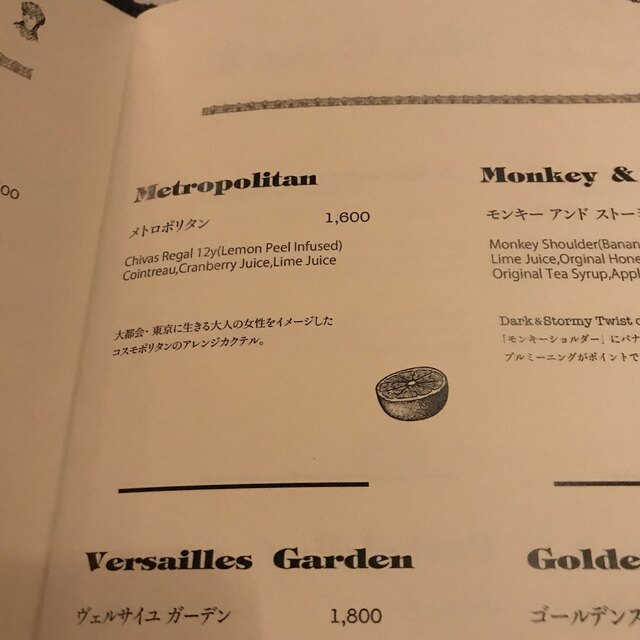 00
Metropolitan
メトロポリタン 1,600
Chivas Regal 12y(Lemon Peel Infused)
Cointreau,Cranberry Juice,Lime Juice
大都会・東京に生きる大人の女性をイメージした
コスモポリタンのアレンジカクテル。
Monkey &
モンキー アンド ストー
Monkey Shoulder(Banan
Lime Juice,Orginal Hone
Original Tea Syrup,Appl
Dark&Stormy Twist
「モンキーショルダー」にバナ
プルミーニングがポイントで
Versailles Garden
ヴェルサイユ ガーデン 1,800
Golde
ゴールデンス